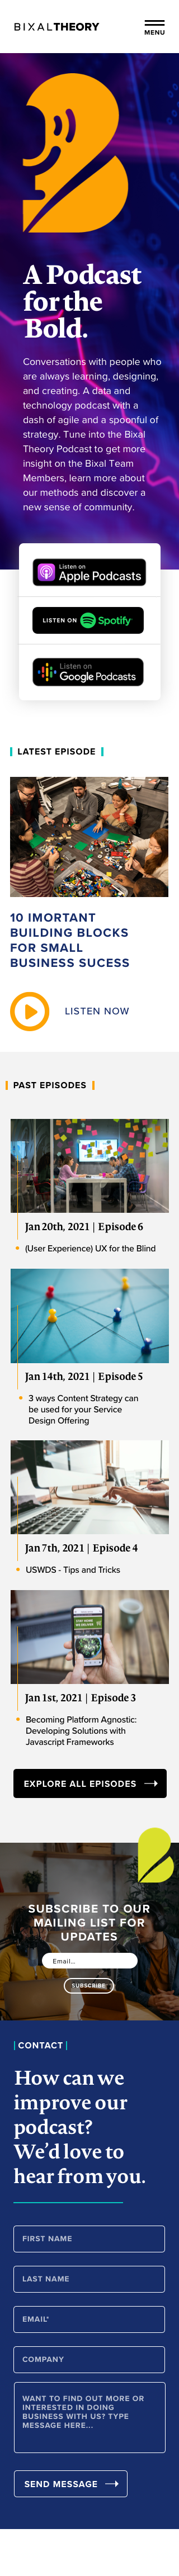 BIXALTHEORY
MENU
A Podcast
for the
Bold.
Conversations with people who
are always learning, designing,
and creating. A data and
technology podcast with a
dash of agile and a spoonful of
strategy. Tune into the Bixal
Theory Podcast to get more
insight on the Bixal Team
Members, learn more about
our methods and discover a
new sense of community.
Listen on
Apple Podcasts
LISTEN ON Spotify
Listen on
Google Podcasts
LATEST EPISODE
10 IMORTANT
BUILDING BLOCKS
FOR SMALL
BUSINESS SUCESS
LISTEN NOW
PAST EPISODES
Jan 20th, 2021 | Episode 6
(User Experience) UX for the Blind
Jan 14th, 2021 | Episode 5
3 ways Content Strategy can
be used for your Service
Design Offering
Jan 7th, 2021 | Episode 4
USWDS - Tips and Tricks
Jan 1st, 2021 | Episode 3
Becoming Platform Agnostic:
Developing Solutions with
Javascript Frameworks
EXPLORE ALL EPISODES
SUBSCRIBE TO OUR
MAILING LIST FOR
UPDATES
Email...
SUBSCRIBE
CONTACT
How can we
improve our
podcast?
We’d love to
hear from you.
FIRST NAME
LAST NAME
EMAIL*
COMPANY
WANT TO FIND OUT MORE OR
INTERESTED IN DOING
BUSINESS WITH US? TYPE
MESSAGE HERE...
SEND MESSAGE